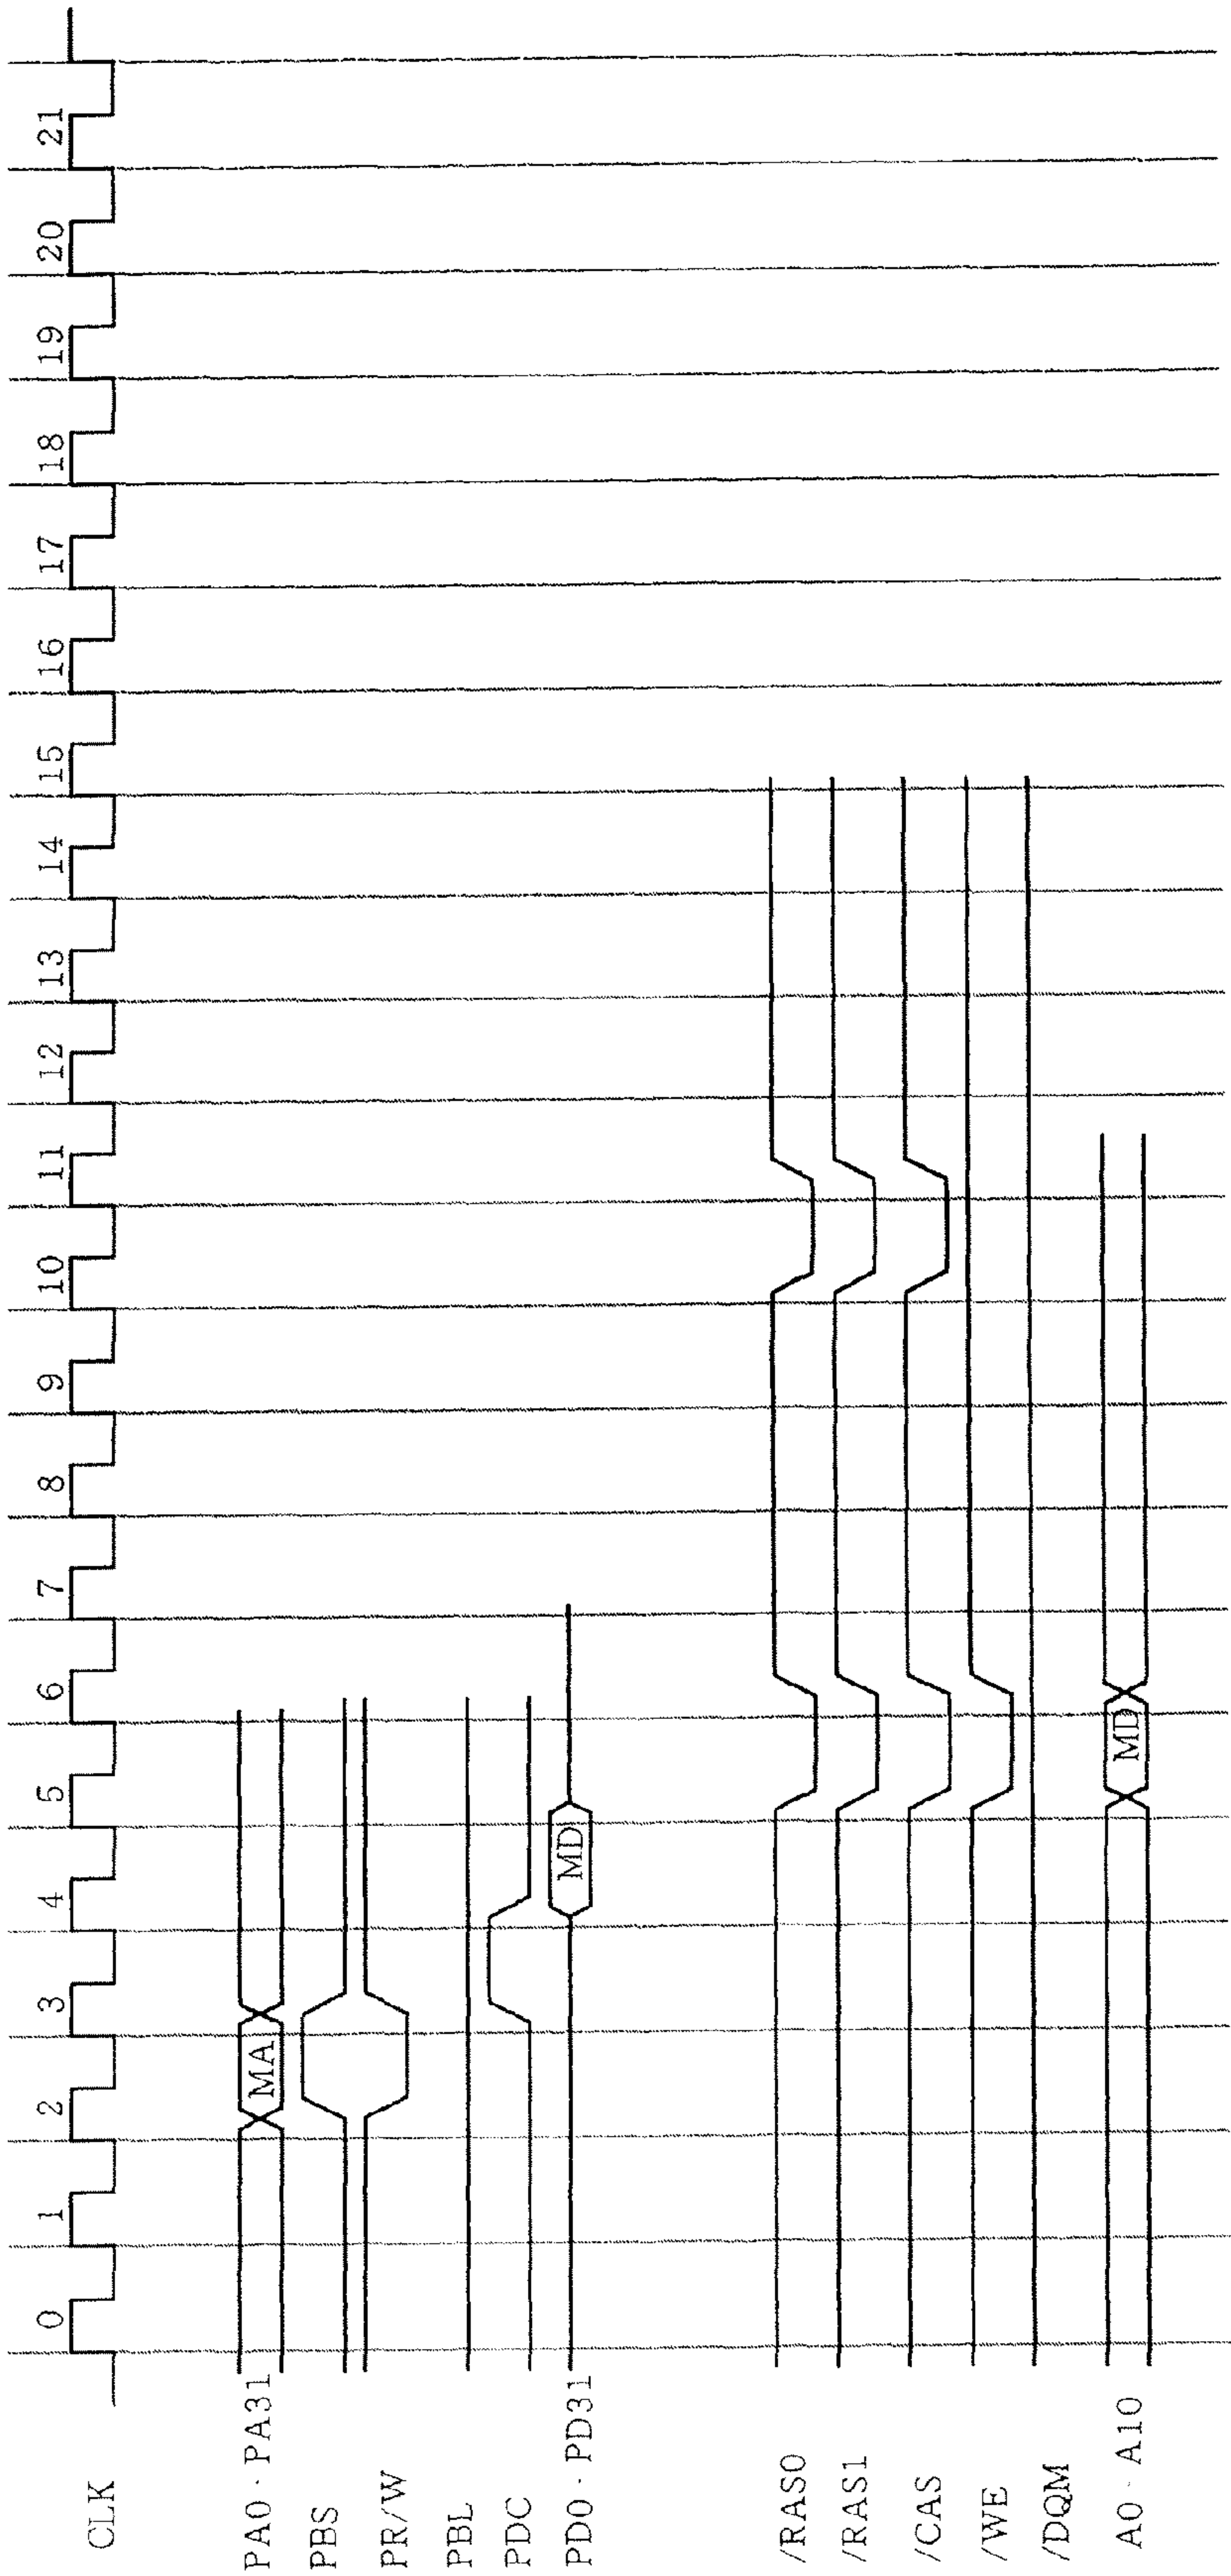 CLK
0 1 2 3 4 5 6 7 8 9 10 11 12 13 14 15 16 17 18 19 20 21
PA0 · PA31
MA
PBS
PR/W
PBL
PDC
PD0 · PD31
MD
/RAS0
/RAS1
/CAS
/WE
/DQM
A0 · A10
MD